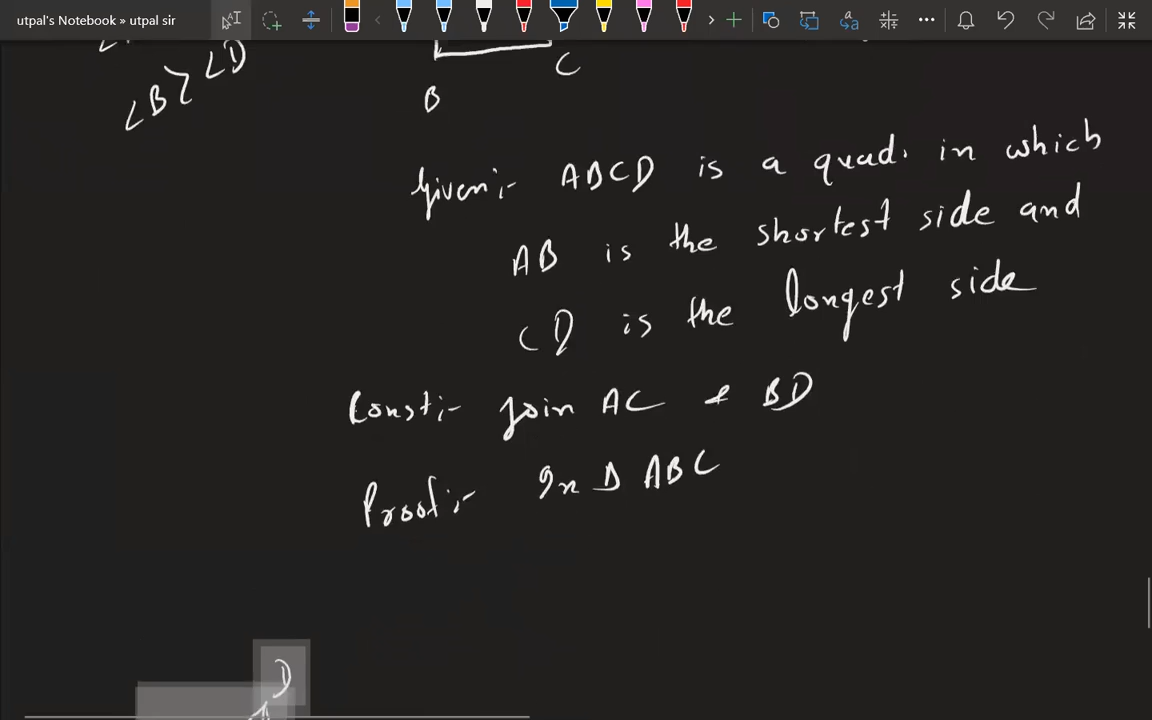 utpal's Notebook » utpal sir
∠B > ∠D
B
C
Given:- ABCD is a quad. in which
AB is the shortest side and
CD is the longest side
Const:- Join AC & BD
Proof:- In Δ ABC
D